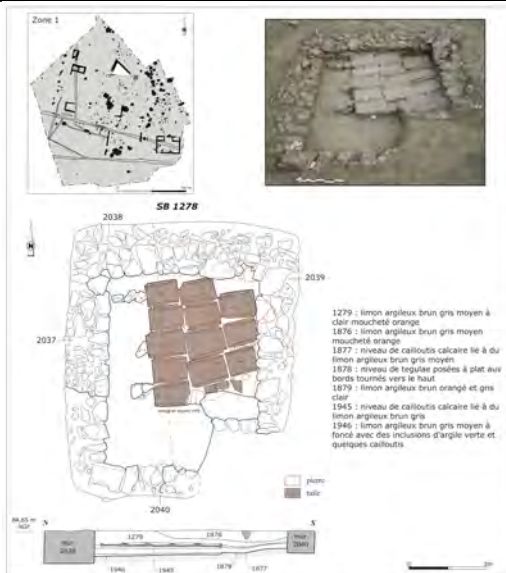 Zone 1
SB 1278
2038
2039
2037
2040
1279 : limon argileux brun gris moyen à
clair moucheté orange
1876 : limon argileux brun gris moyen
moucheté orange
1877 : niveau de cailloutis calcaire lié à du
limon argileux brun gris moyen
1878 : niveau de tegulae posées à plat aux
bords tournés vers le haut
1879 : limon argileux brun orangé et gris
clair
1945 : niveau de cailloutis calcaire lié à du
limon argileux brun gris
1946 : limon argileux brun gris moyen à
foncé avec des inclusions d'argile verte et
quelques cailloutis
pierre
tuile
N
S
1279
1878
1946
1945
1879
1877